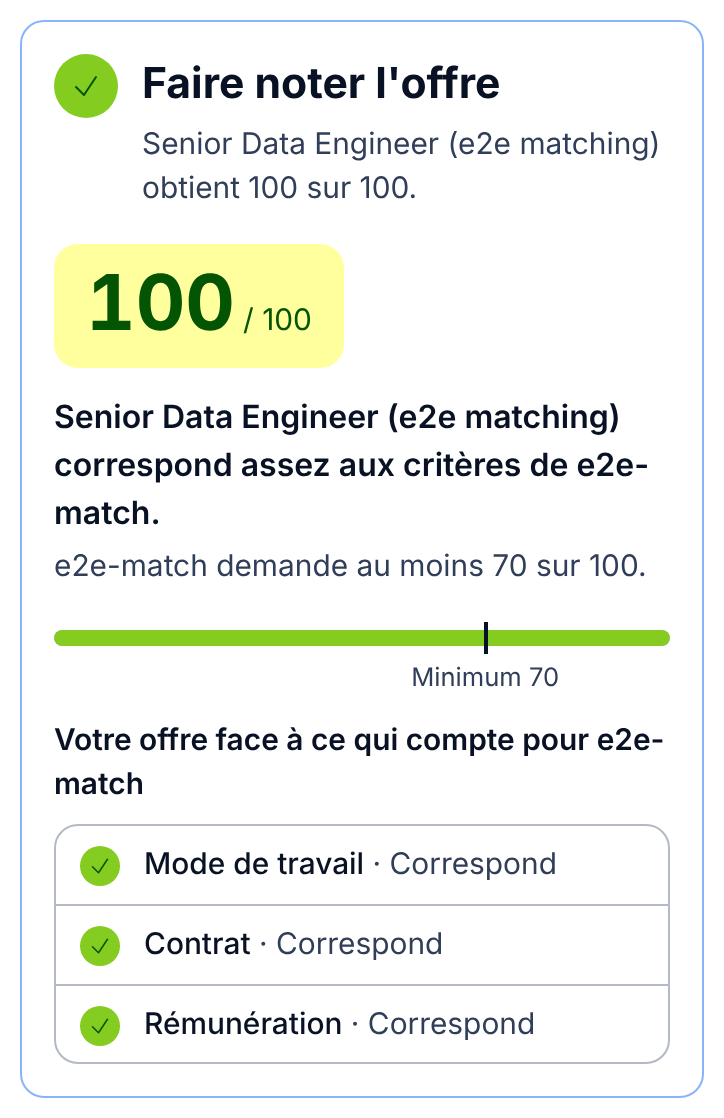 Faire noter l'offre
Senior Data Engineer (e2e matching)
obtient 100 sur 100.
100 / 100
Senior Data Engineer (e2e matching)
correspond assez aux critères de e2e-
match.
e2e-match demande au moins 70 sur 100.
Minimum 70
Votre offre face à ce qui compte pour e2e-
match
Mode de travail · Correspond
Contrat · Correspond
Rémunération · Correspond